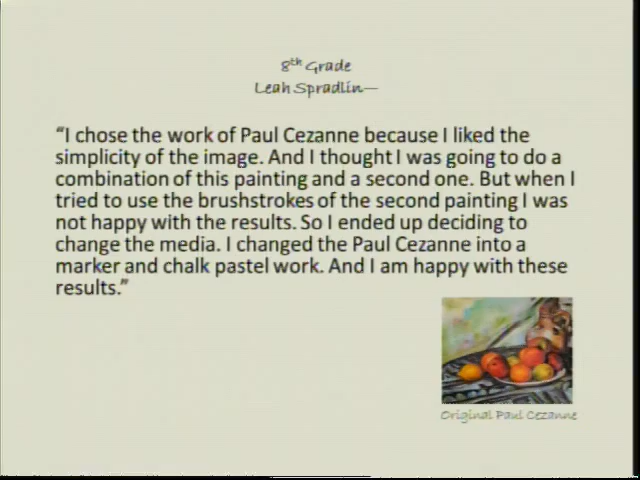 8th Grade
Leah Spradlin—
“I chose the work of Paul Cezanne because I liked the
simplicity of the image. And I thought I was going to do a
combination of this painting and a second one. But when I
tried to use the brushstrokes of the second painting I was
not happy with the results. So I ended up deciding to
change the media. I changed the Paul Cezanne into a
marker and chalk pastel work. And I am happy with these
results.”
Original Paul Cezanne